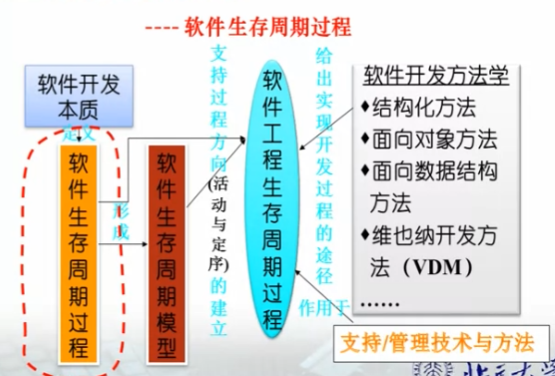 ---- 软件生存周期过程
软件开发
本质
定义
软件生存周期过程
形成
软件生存周期模型
支持过程方向(活动与定序)的建立
软件工程生存周期过程
给出实现开发过程的途径
作用于
软件开发方法学
♦结构化方法
♦面向对象方法
♦面向数据结构
方法
♦维也纳开发方
法（VDM）
……
支持/管理技术与方法
北京大学